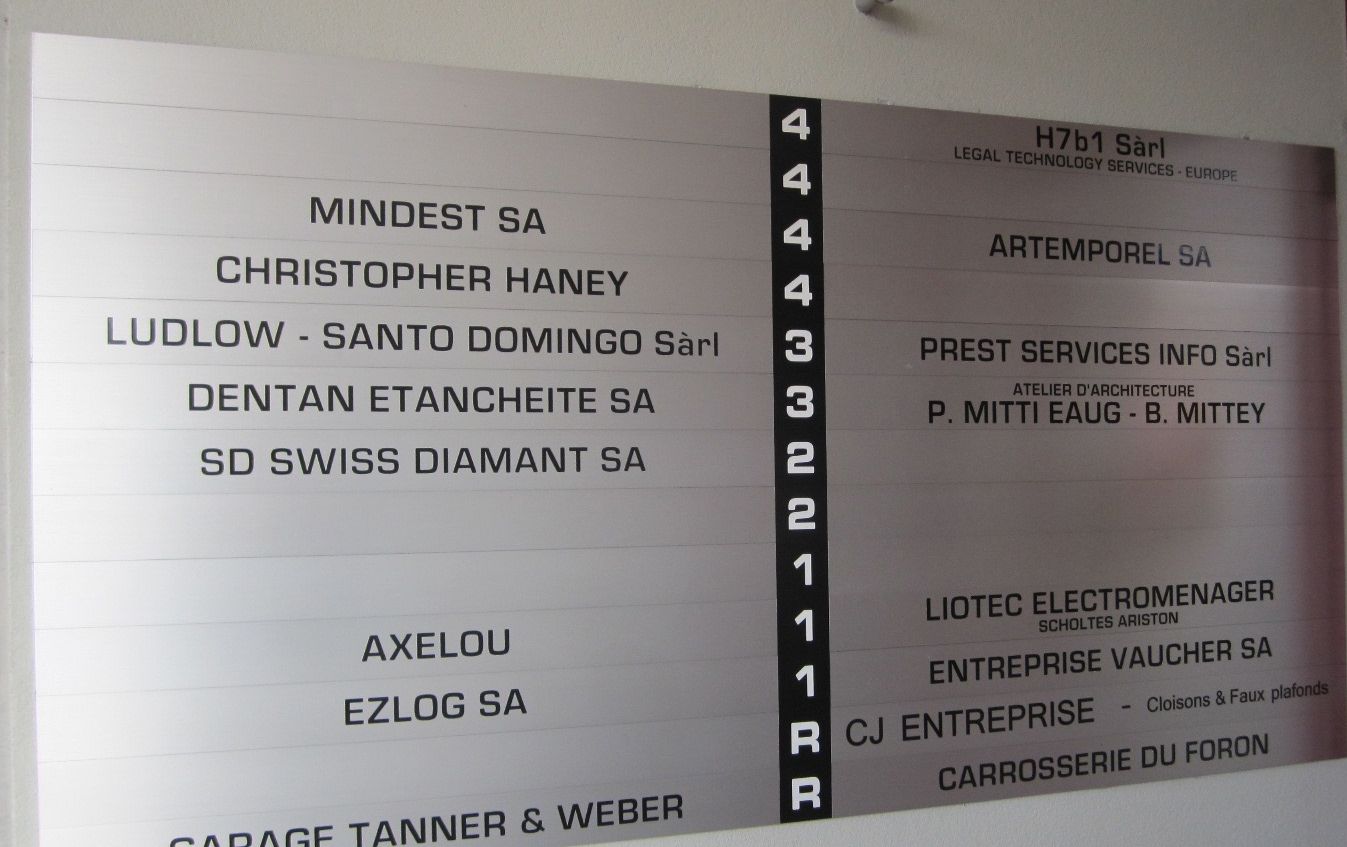 4 H7b1 Sàrl
LEGAL TECHNOLOGY SERVICES - EUROPE
4
MINDEST SA 4 ARTEMPOREL SA
CHRISTOPHER HANEY 4
LUDLOW - SANTO DOMINGO Sàrl 3 PREST SERVICES INFO Sàrl
ATELIER D'ARCHITECTURE
DENTAN ETANCHEITE SA 3 P. MITTI EAUG - B. MITTEY
SD SWISS DIAMANT SA 2
2
1
AXELOU 1 LIOTEC ELECTROMENAGER
SCHOLTES ARISTON
EZLOG SA 1 ENTREPRISE VAUCHER SA
R CJ ENTREPRISE - Cloisons & Faux plafonds
GARAGE TANNER & WEBER R CARROSSERIE DU FORON